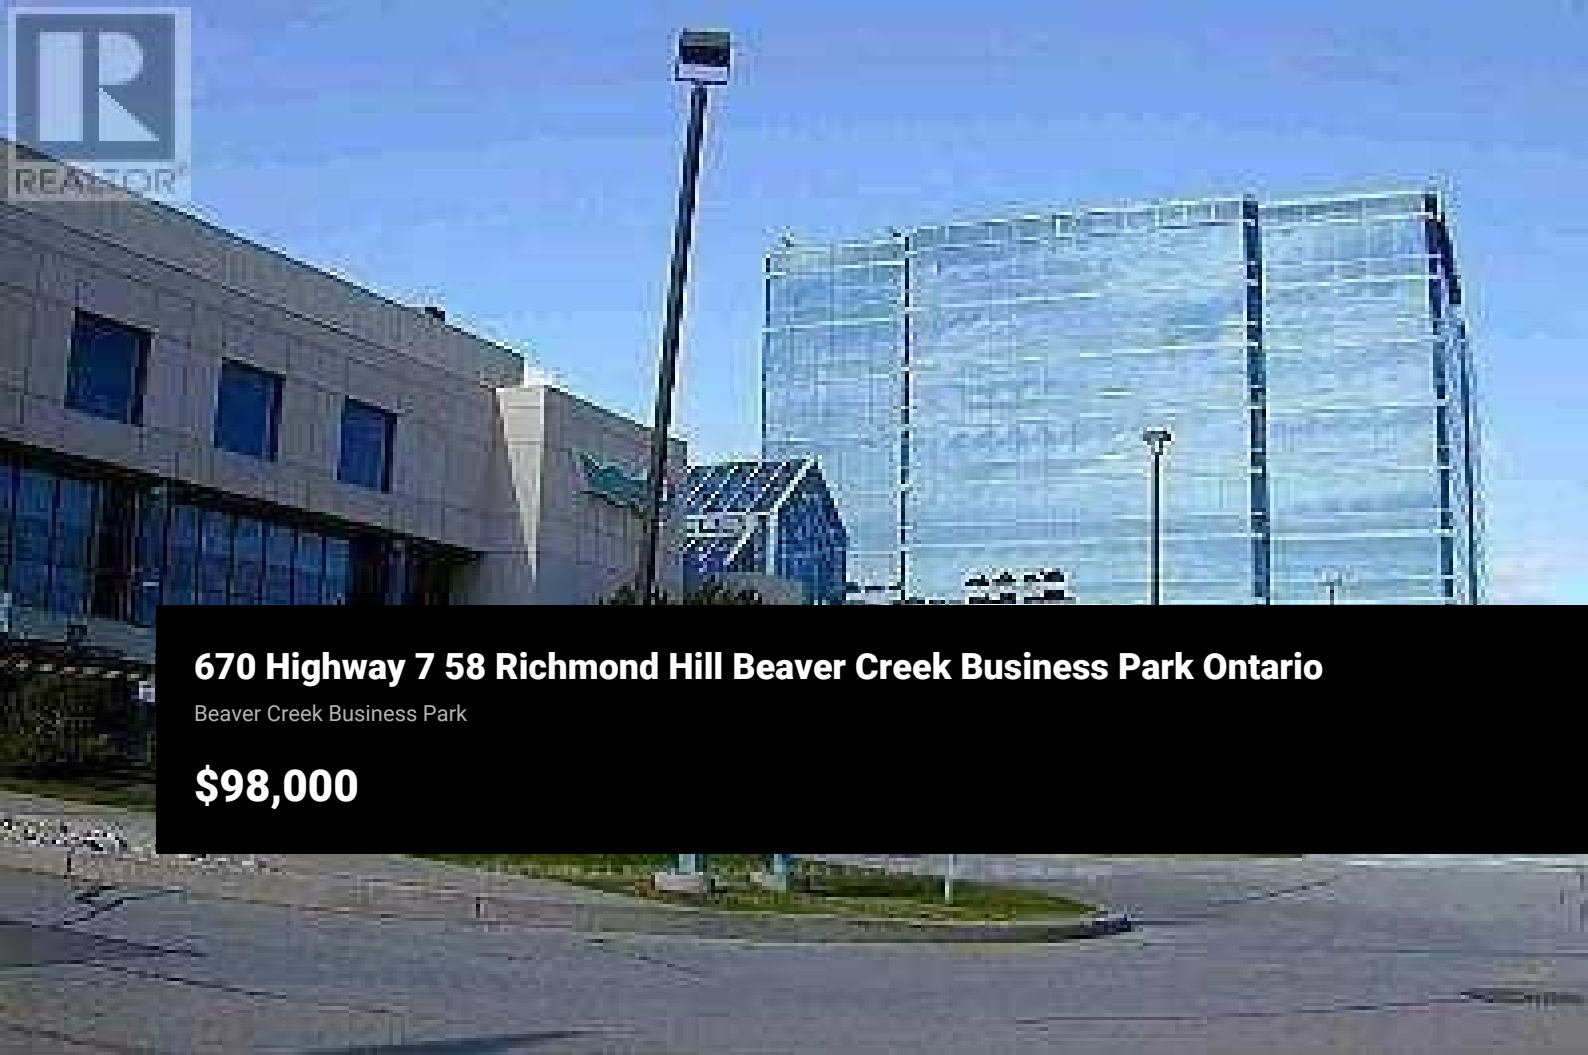 REALTOR®
670 Highway 7 58 Richmond Hill Beaver Creek Business Park Ontario
Beaver Creek Business Park
$98,000